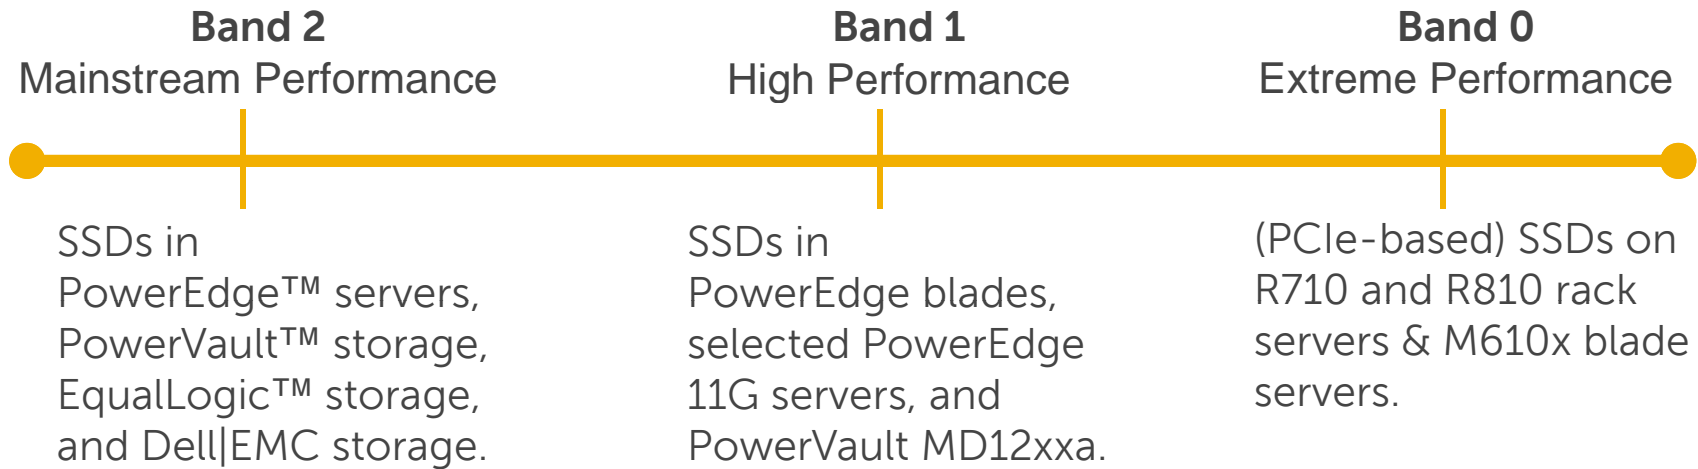 Band 2
Mainstream Performance
SSDs in
PowerEdge™ servers,
PowerVault™ storage,
EqualLogic™ storage,
and Dell|EMC storage.
Band 1
High Performance
SSDs in
PowerEdge blades,
selected PowerEdge
11G servers, and
PowerVault MD12xxa.
Band 0
Extreme Performance
(PCIe-based) SSDs on
R710 and R810 rack
servers & M610x blade
servers.